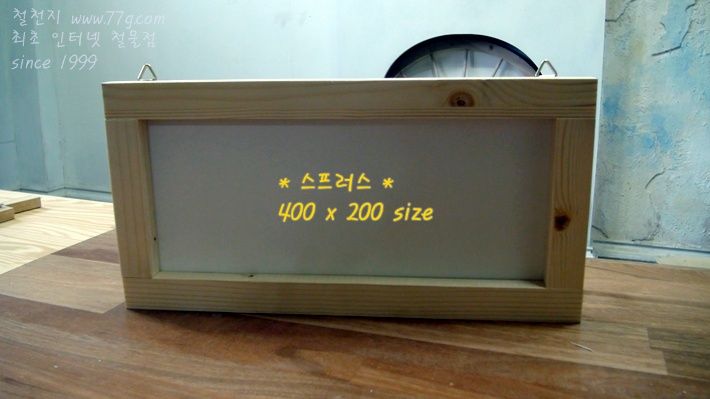 철천지 www.77g.com
최초 인터넷 철물점
since 1999
* 스프러스 *
400 x 200 size